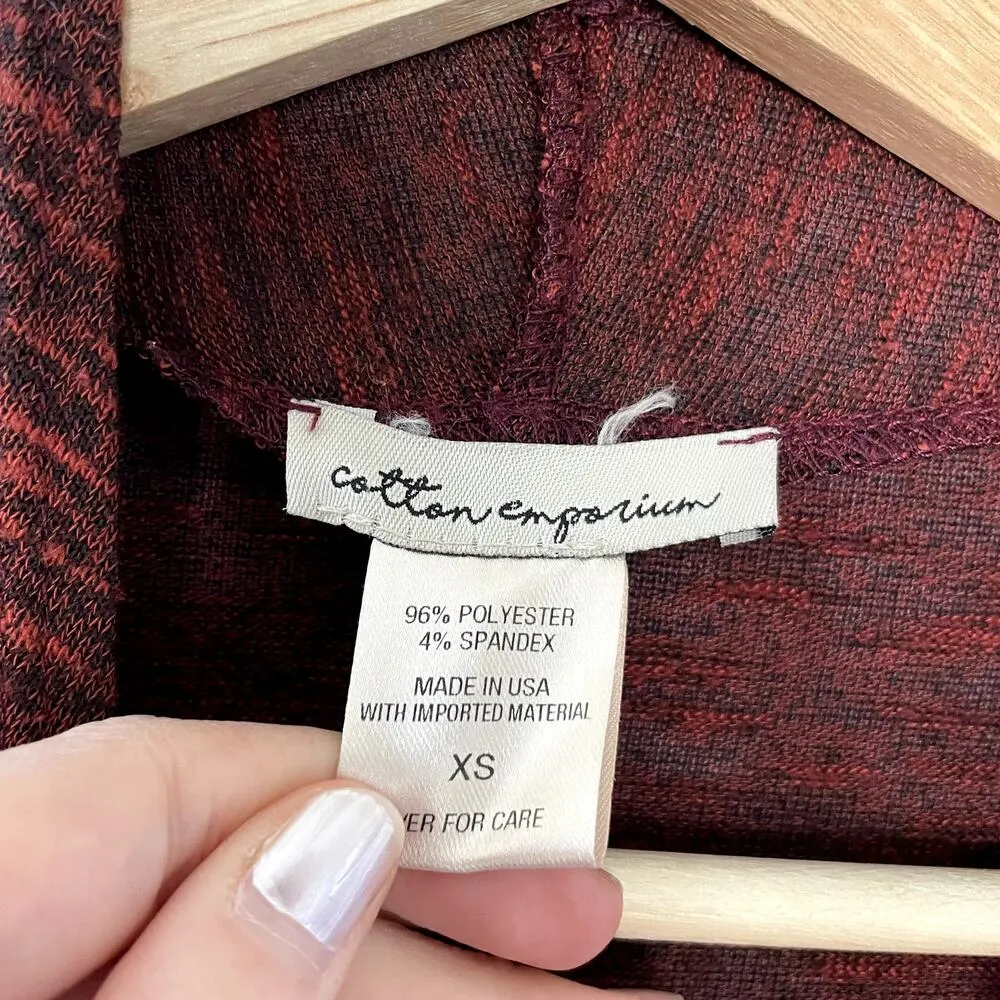 cotton emporium
96% POLYESTER
4% SPANDEX
MADE IN USA
WITH IMPORTED MATERIAL
XS
FOR CARE